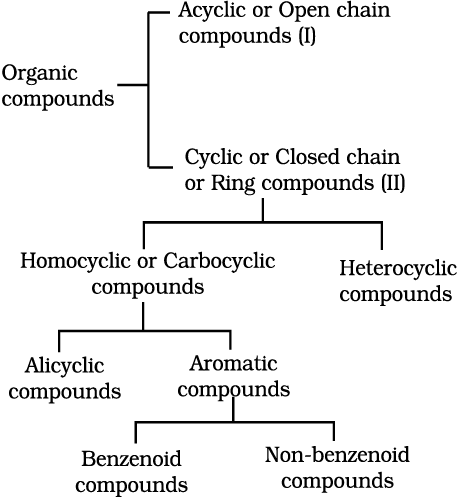 Acyclic or Open chain
compounds (I)
Organic
compounds
Cyclic or Closed chain
or Ring compounds (II)
Homocyclic or Carbocyclic
compounds
Heterocyclic
compounds
Alicyclic
compounds
Aromatic
compounds
Benzenoid
compounds
Non-benzenoid
compounds